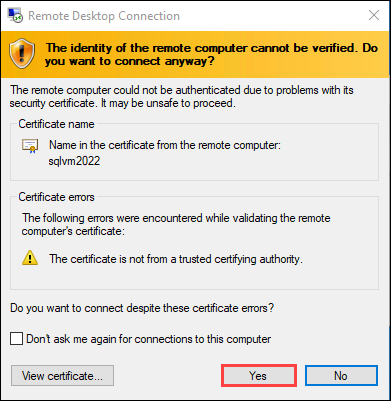 Remote Desktop Connection
The identity of the remote computer cannot be verified. Do
you want to connect anyway?
The remote computer could not be authenticated due to problems with its
security certificate. It may be unsafe to proceed.
Certificate name
Name in the certificate from the remote computer:
sqlvm2022
Certificate errors
The following errors were encountered while validating the remote
computer's certificate:
The certificate is not from a trusted certifying authority.
Do you want to connect despite these certificate errors?
Don't ask me again for connections to this computer
View certificate... Yes No